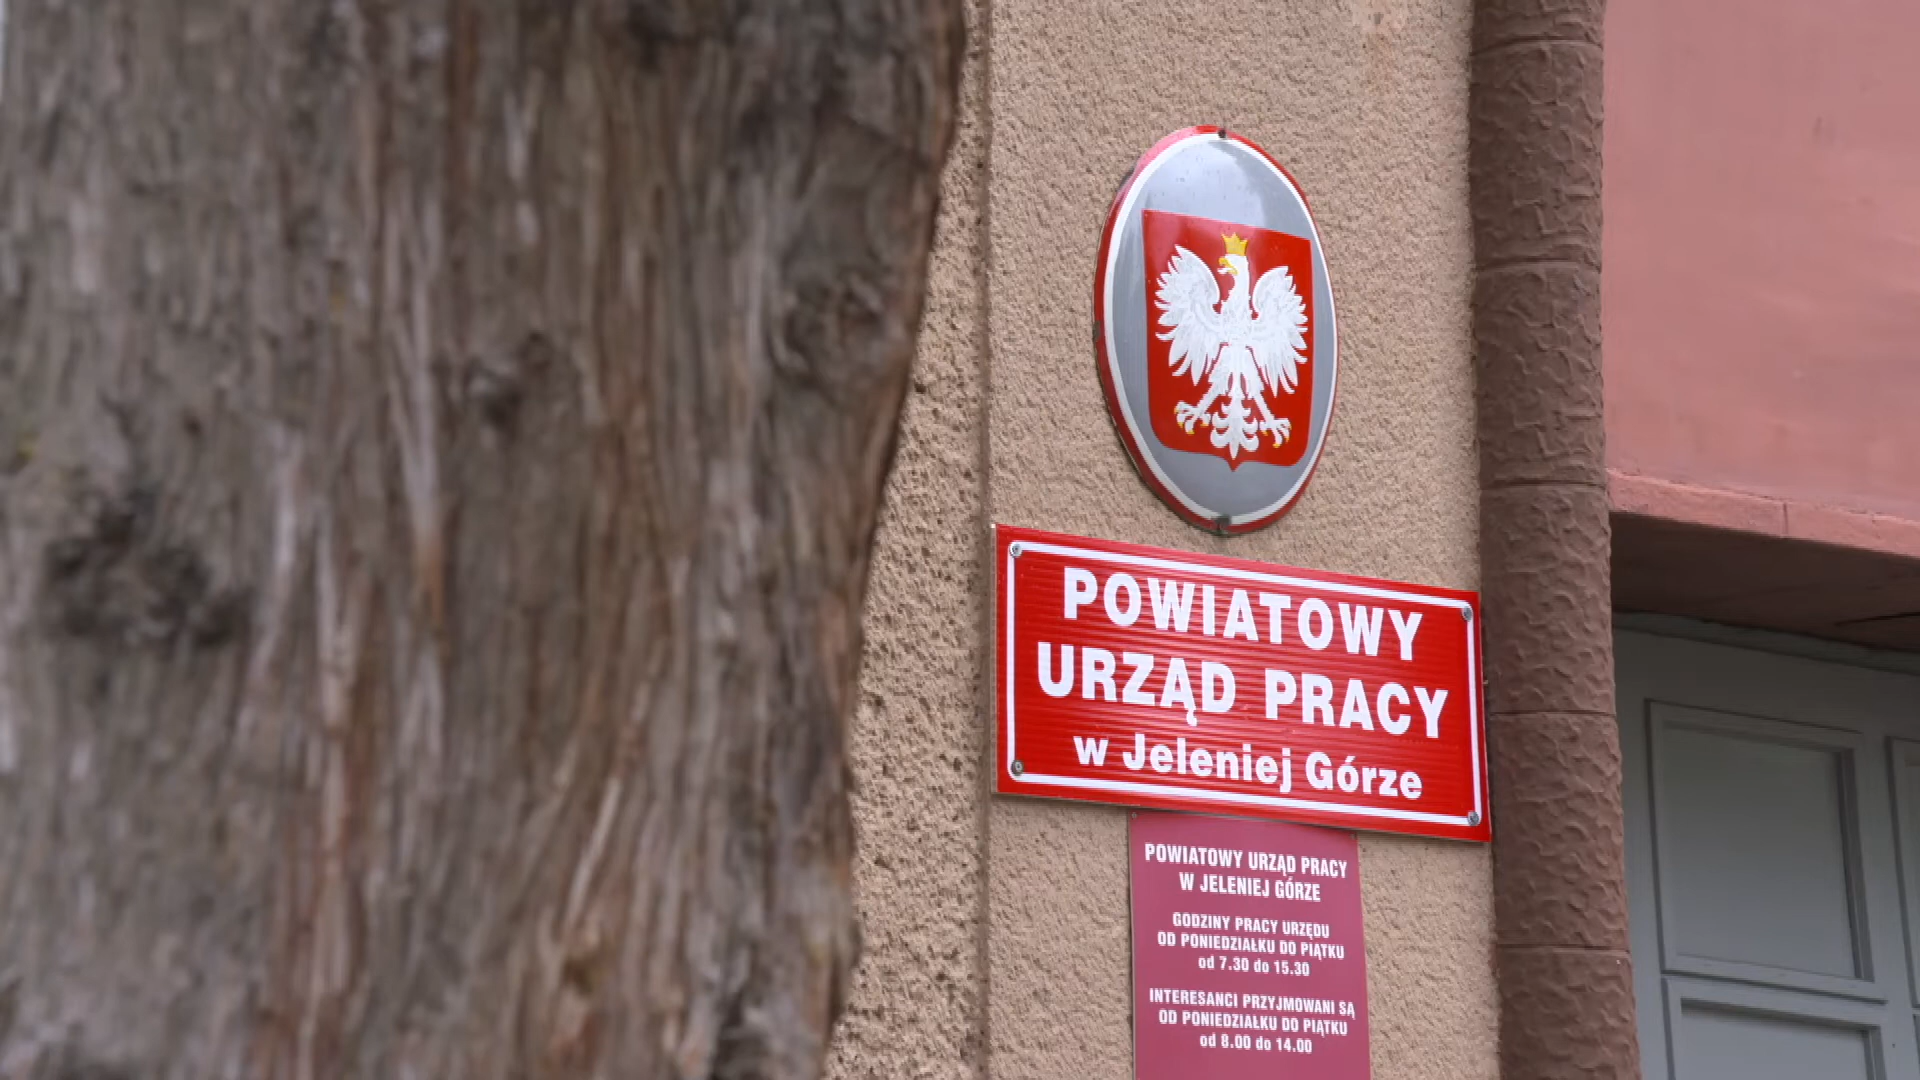 POWIATOWY
URZĄD PRACY
w Jeleniej Górze
POWIATOWY URZĄD PRACY
W JELENIEJ GÓRZE
GODZINY PRACY URZĘDU
OD PONIEDZIAŁKU DO PIĄTKU
od 7.30 do 15.30
INTERESANCI PRZYJMOWANI SĄ
OD PONIEDZIAŁKU DO PIĄTKU
od 8.00 do 14.00